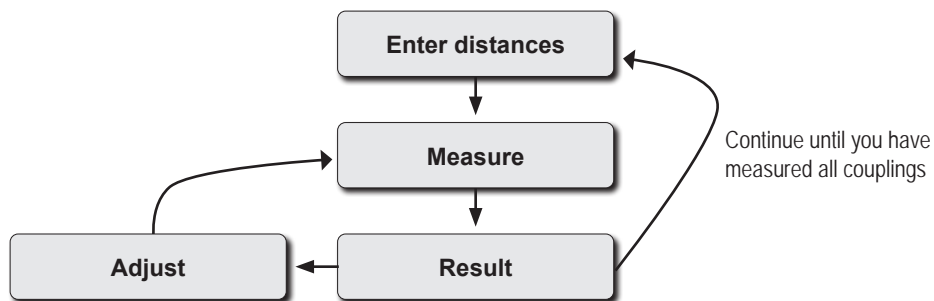 Enter distances
Measure
Continue until you have
measured all couplings
Adjust
Result